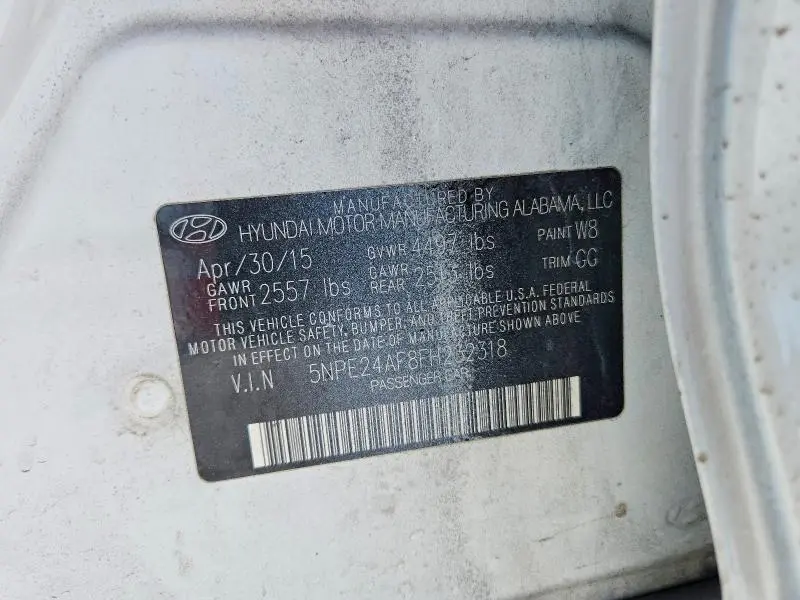 MANUFACTURED BY
HYUNDAI MOTOR MANUFACTURING ALABAMA, LLC
Apr/30/15 GVWR 4497 lbs PAINT W8
GAWR FRONT 2557 lbs GAWR REAR lbs TRIM GG
THIS VEHICLE CONFORMS TO ALL APPLICABLE U.S.A. FEDERAL
MOTOR VEHICLE SAFETY, BUMPER, AND THEFT PREVENTION STANDARDS
IN EFFECT ON THE DATE OF MANUFACTURE SHOWN ABOVE
V.I.N 5NPE24AF8FH232318
PASSENGER CAR